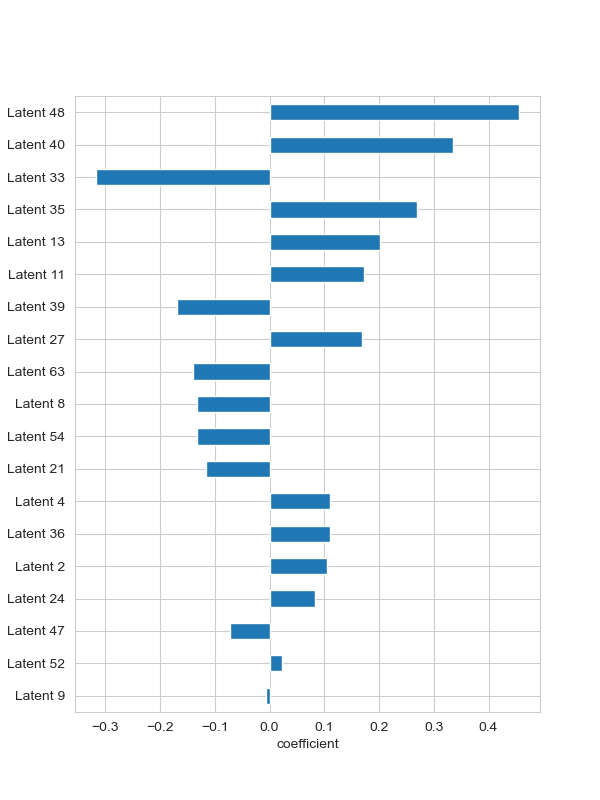 Latent 48
Latent 40
Latent 33
Latent 35
Latent 13
Latent 11
Latent 39
Latent 27
Latent 63
Latent 8
Latent 54
Latent 21
Latent 4
Latent 36
Latent 2
Latent 24
Latent 47
Latent 52
Latent 9
−0.3 −0.2 −0.1 0.0 0.1 0.2 0.3 0.4
coefficient